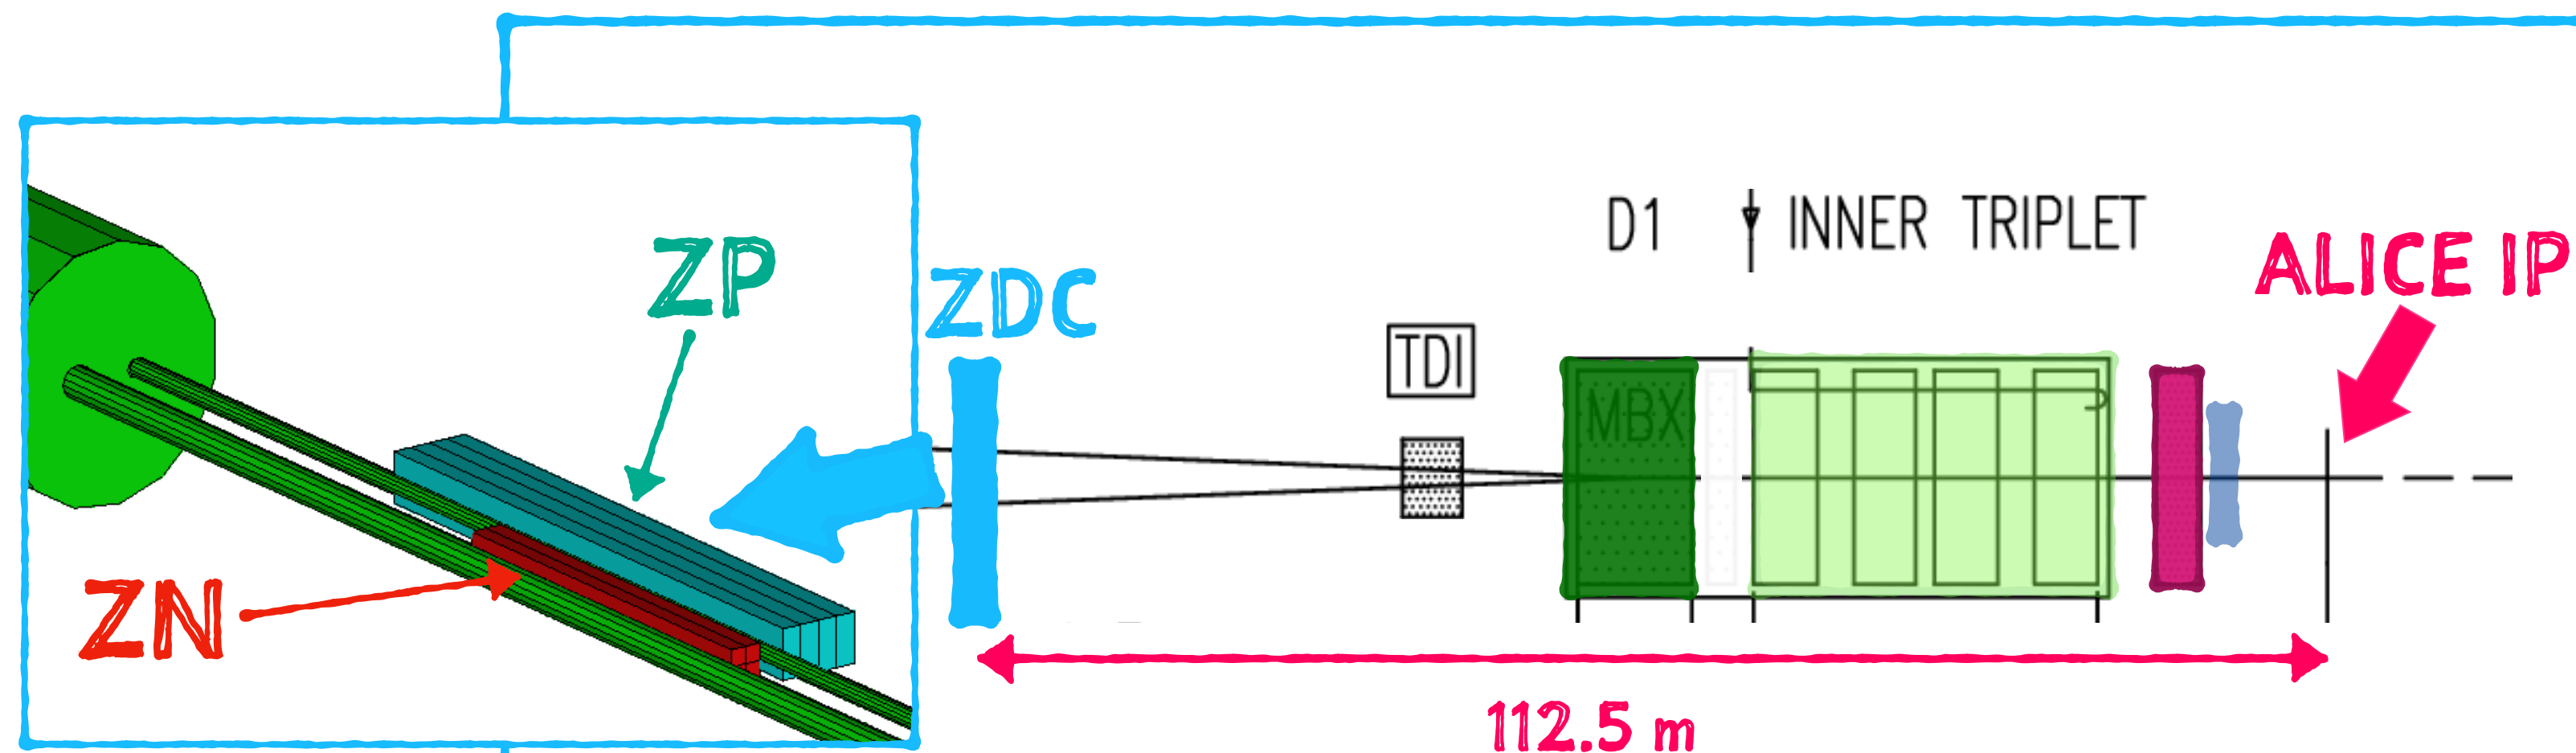 D1
INNER TRIPLET
ALICE IP
ZP
ZDC
TDI
MBX
ZN
112.5 m